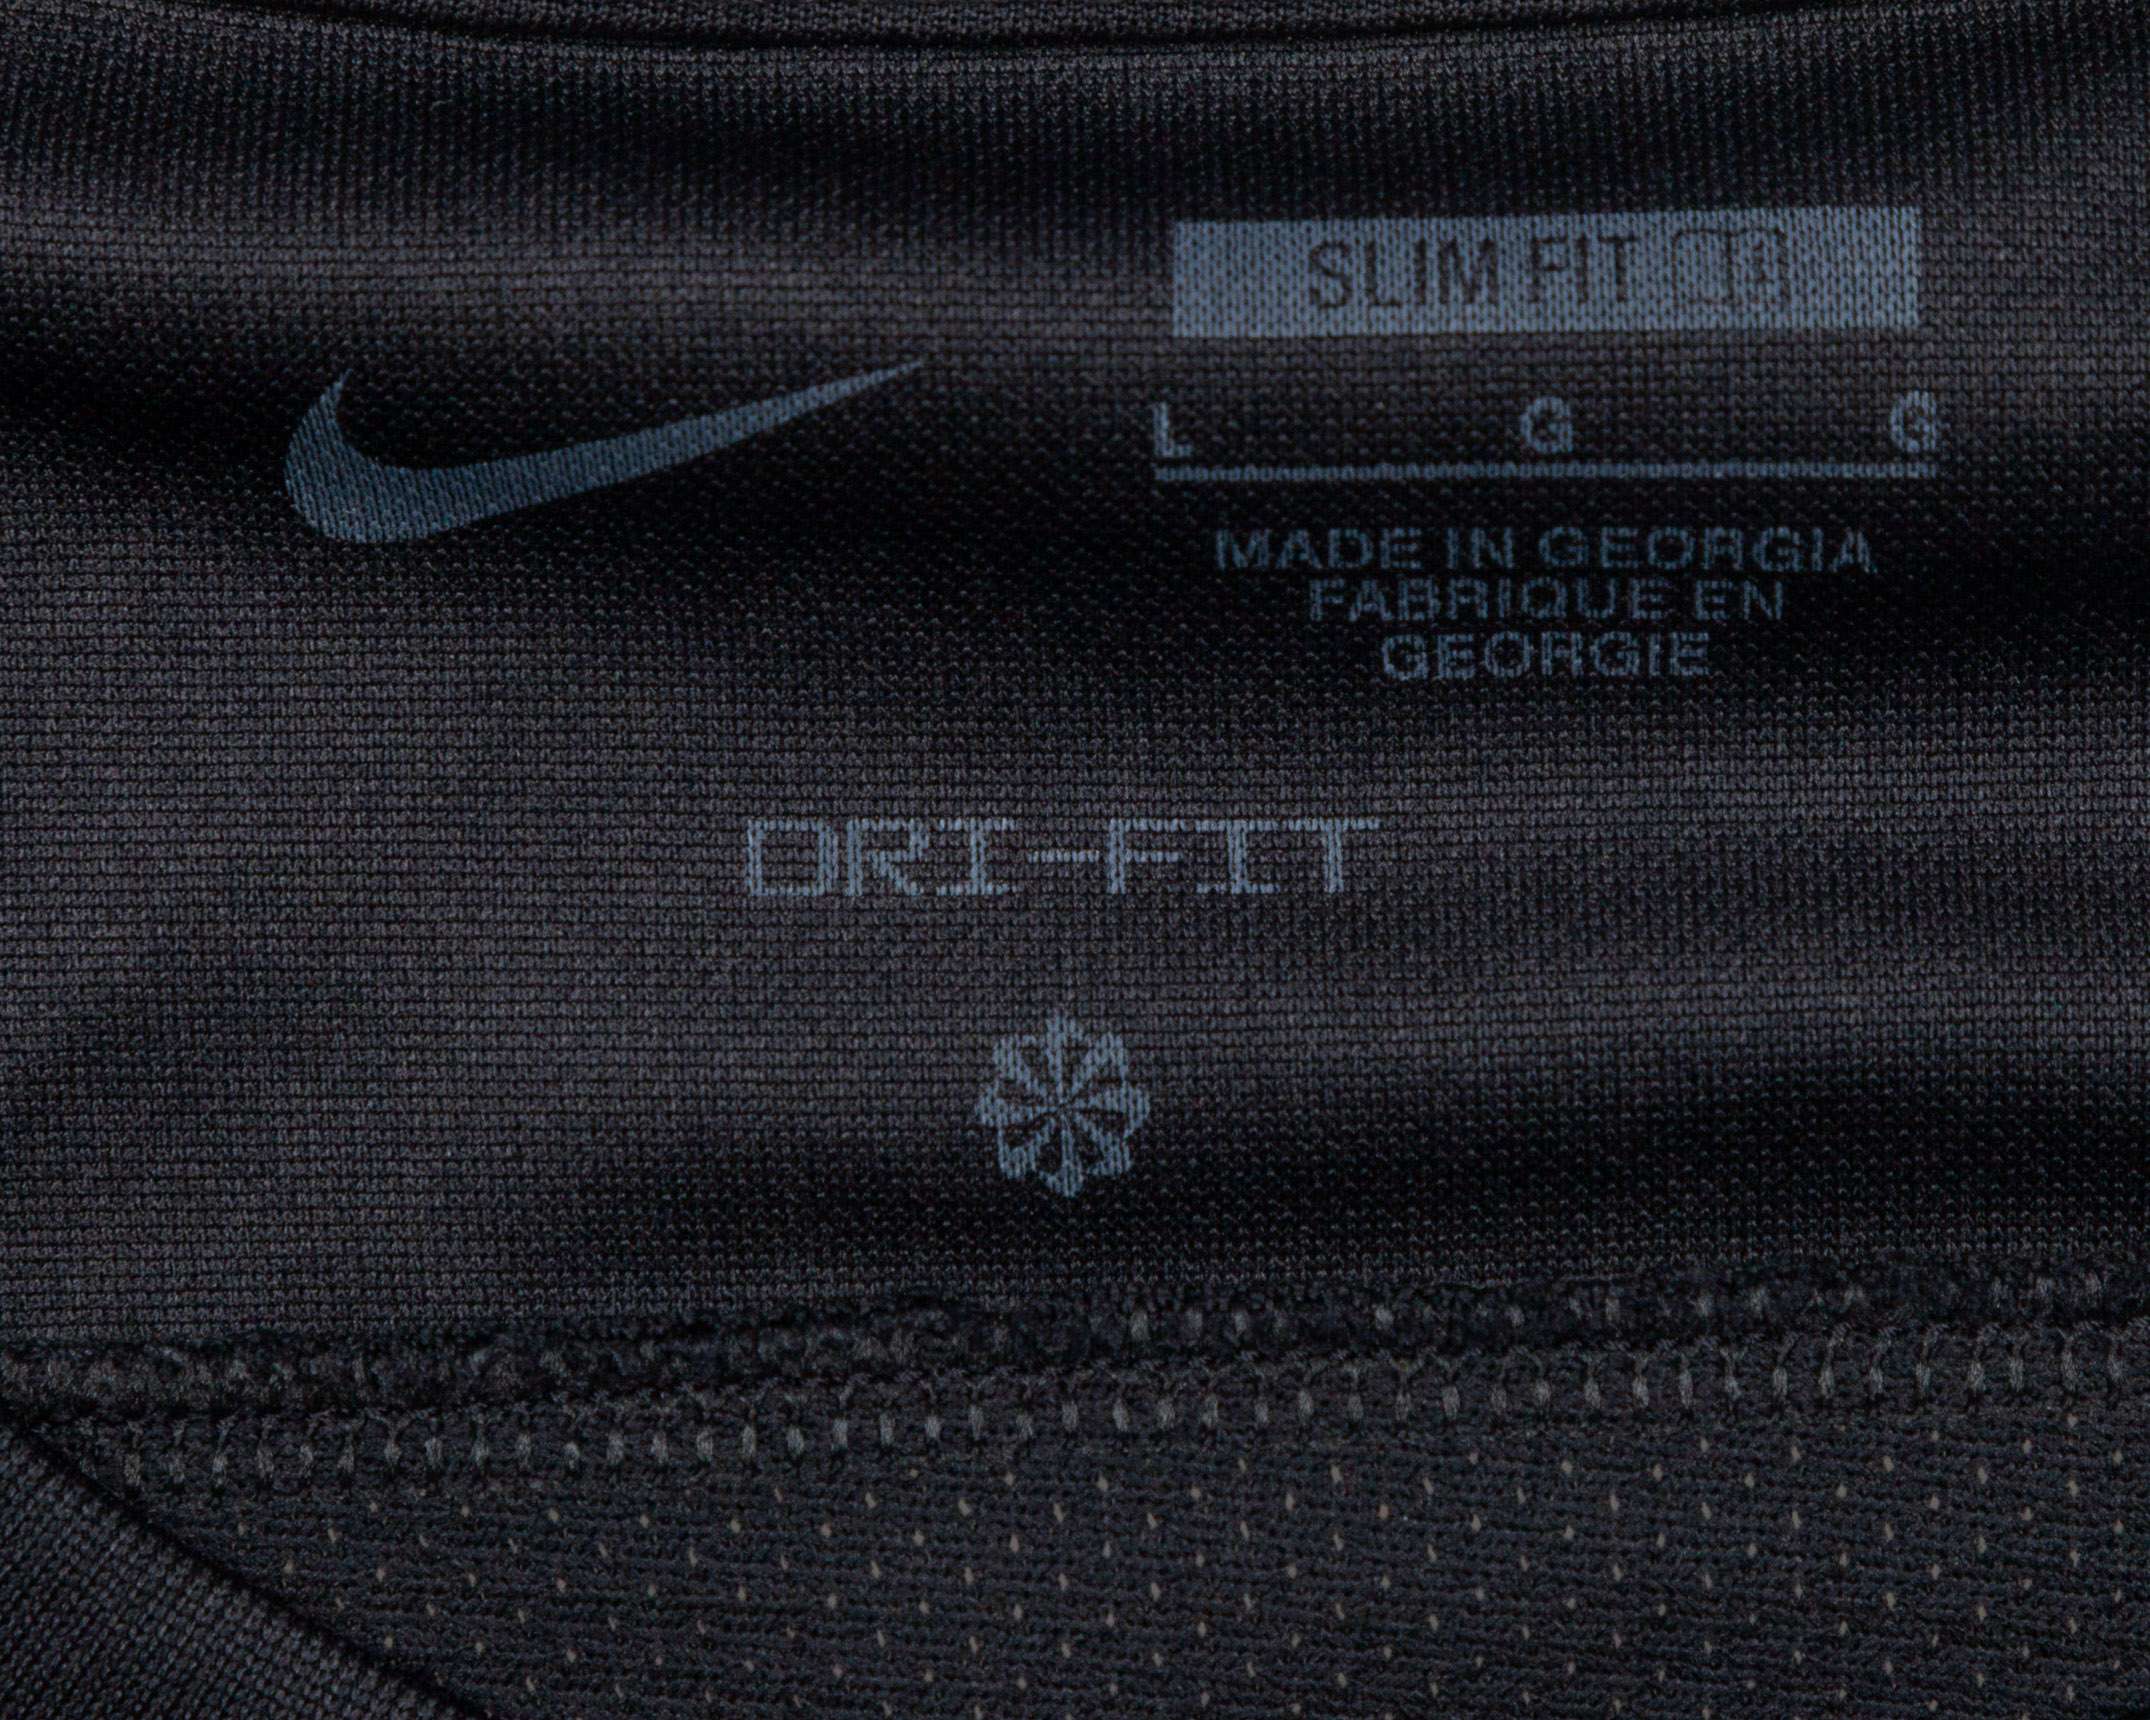 SLIM FIT
L G G
MADE IN GEORGIA
FABRIQUE EN
GEORGIE
DRI-FIT